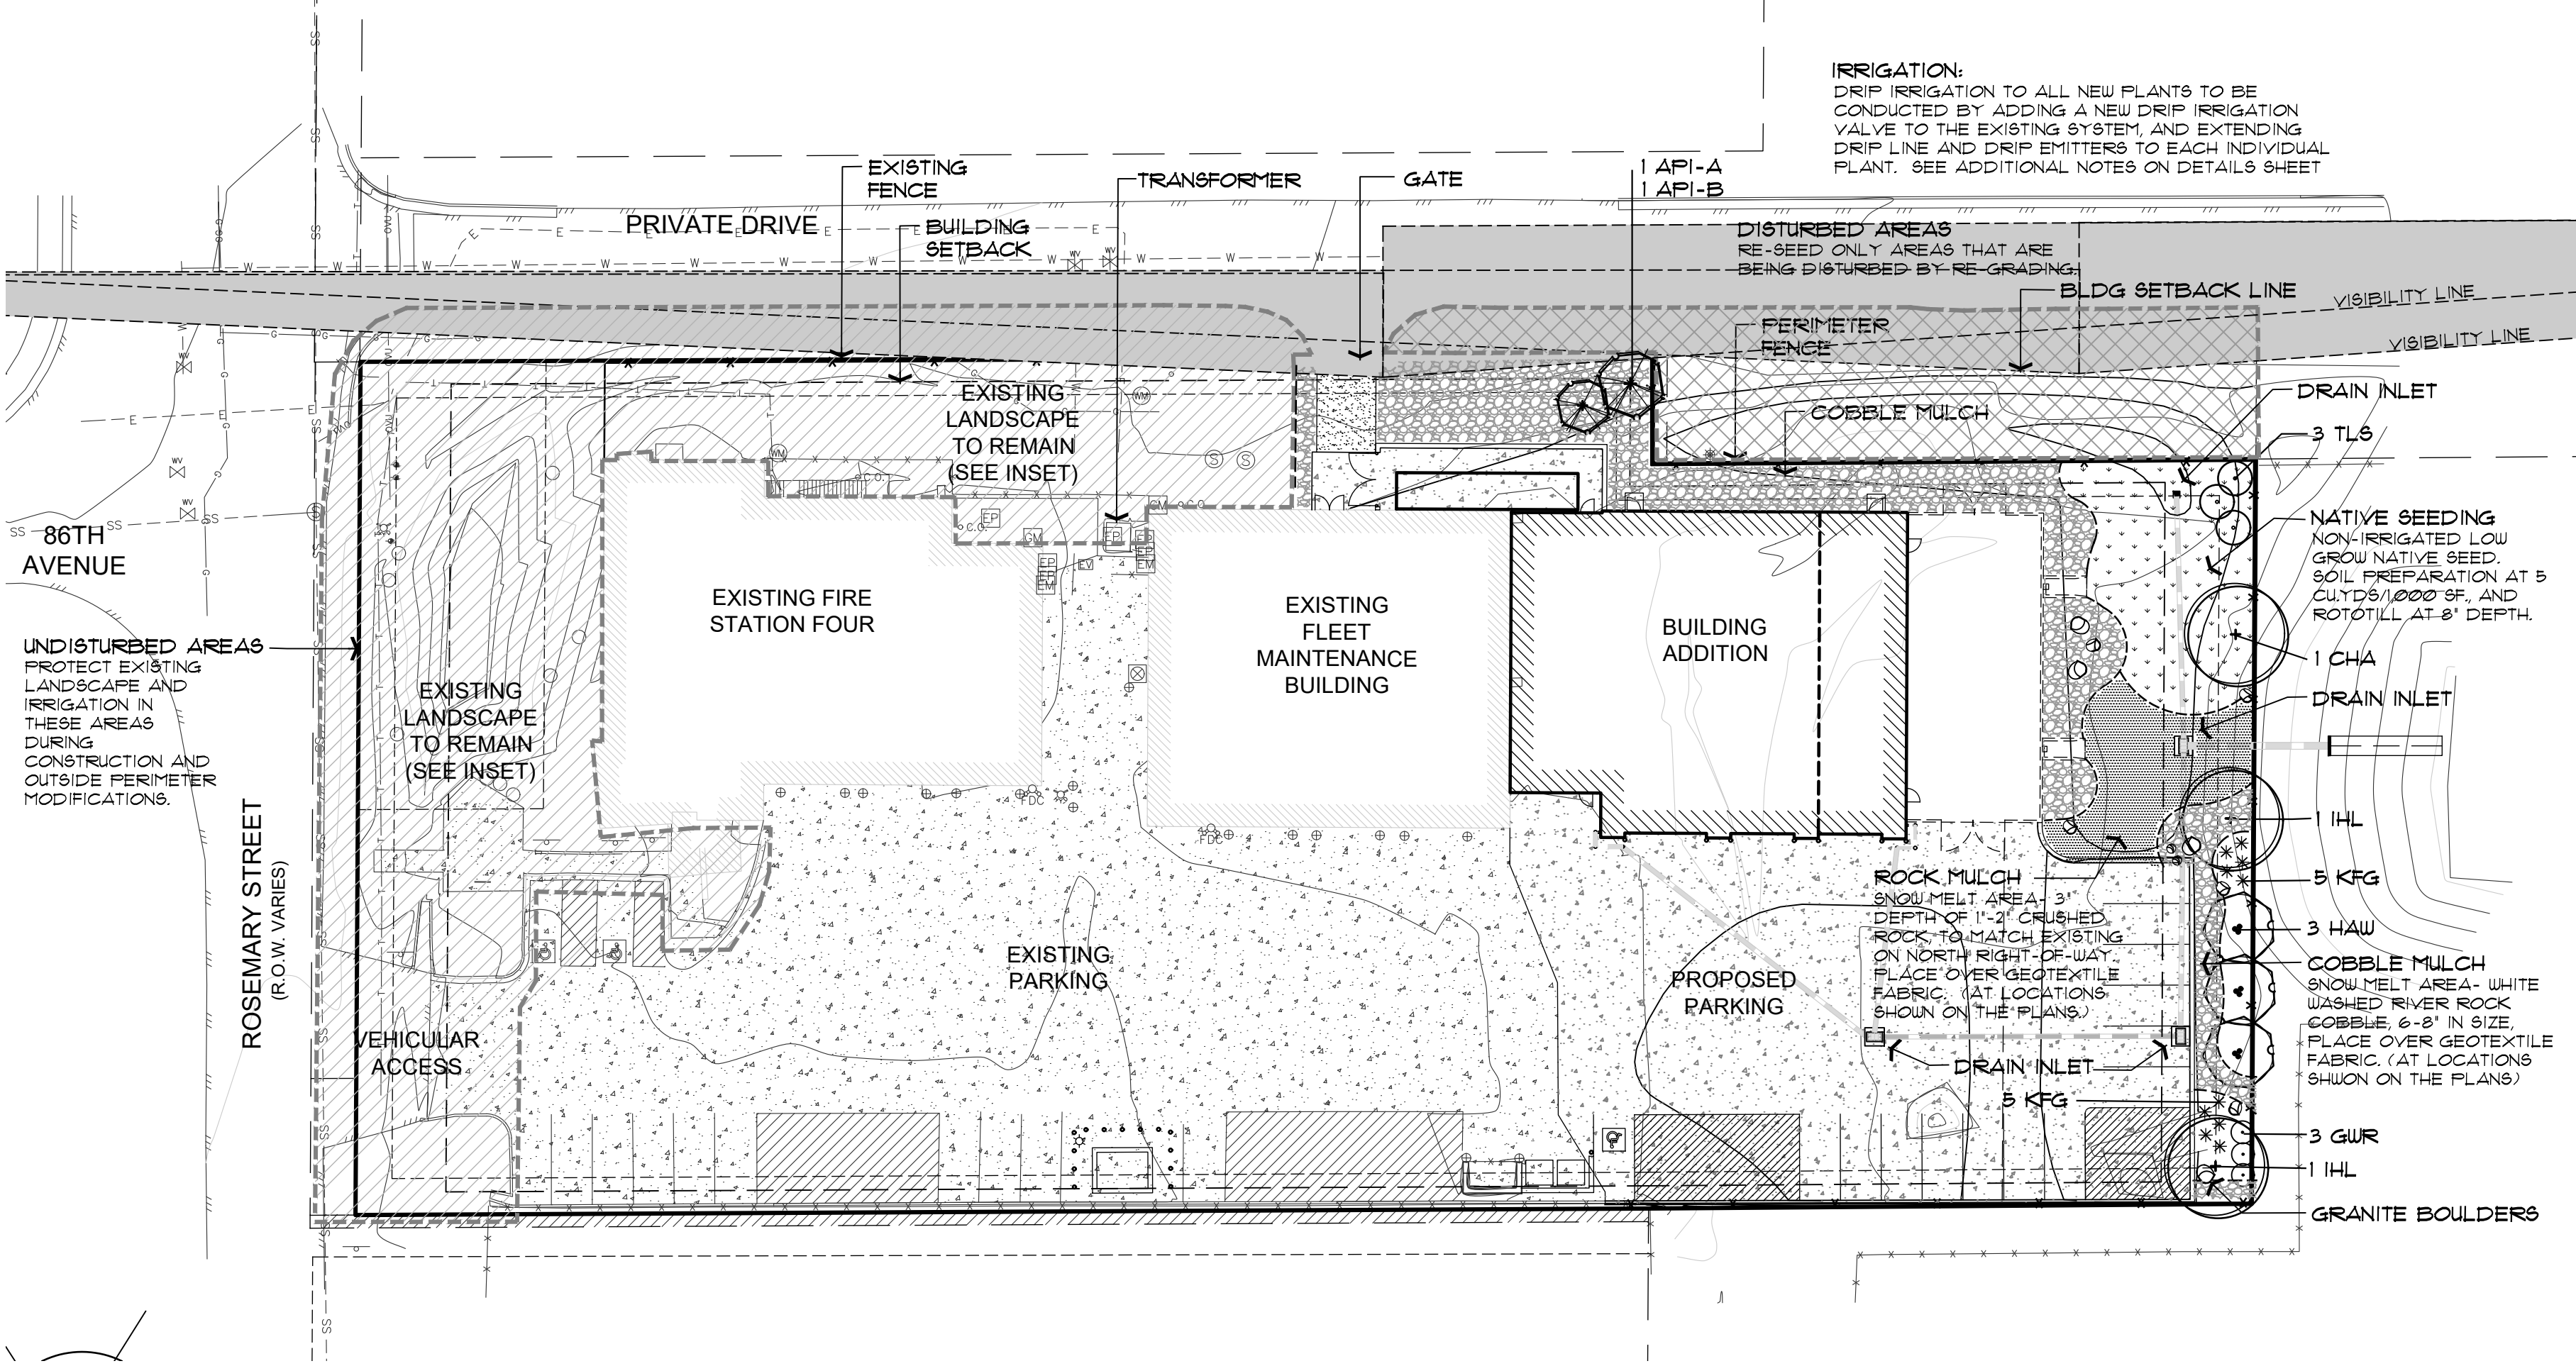 IRRIGATION:
DRIP IRRIGATION TO ALL NEW PLANTS TO BE
CONDUCTED BY ADDING A NEW DRIP IRRIGATION
VALVE TO THE EXISTING SYSTEM, AND EXTENDING
DRIP LINE AND DRIP EMITTERS TO EACH INDIVIDUAL
PLANT. SEE ADDITIONAL NOTES ON DETAILS SHEET
EXISTING
FENCE
TRANSFORMER
GATE
1 API-A
1 API-B
PRIVATE DRIVE
BUILDING
SETBACK
DISTURBED AREAS
RE-SEED ONLY AREAS THAT ARE
BEING DISTURBED BY RE-GRADING.
BLDG SETBACK LINE
VISIBILITY LINE
VISIBILITY LINE
PERIMETER
FENCE
COBBLE MULCH
DRAIN INLET
3 TLS
EXISTING
LANDSCAPE
TO REMAIN
(SEE INSET)
86TH
AVENUE
NATIVE SEEDING
NON-IRRIGATED LOW
GROW NATIVE SEED.
SOIL PREPARATION AT 5
CU.YDS/1,000 SF., AND
ROTOTILL AT 8" DEPTH.
EXISTING FIRE
STATION FOUR
EXISTING
FLEET
MAINTENANCE
BUILDING
BUILDING
ADDITION
UNDISTURBED AREAS
PROTECT EXISTING
LANDSCAPE AND
IRRIGATION IN
THESE AREAS
DURING
CONSTRUCTION AND
OUTSIDE PERIMETER
MODIFICATIONS.
EXISTING
LANDSCAPE
TO REMAIN
(SEE INSET)
1 CHA
DRAIN INLET
FDC
FDC
1 IHL
ROSEMARY STREET
(R.O.W. VARIES)
ROCK MULCH
SNOW MELT AREA- 3"
DEPTH OF 1"-2" CRUSHED
ROCK, TO MATCH EXISTING
ON NORTH RIGHT-OF-WAY.
PLACE OVER GEOTEXTILE
FABRIC. (AT LOCATIONS
SHOWN ON THE PLANS.)
5 KFG
3 HAW
COBBLE MULCH
SNOW MELT AREA- WHITE
WASHED RIVER ROCK
COBBLE, 6-8" IN SIZE,
PLACE OVER GEOTEXTILE
FABRIC. (AT LOCATIONS
SHWON ON THE PLANS)
EXISTING
PARKING
PROPOSED
PARKING
VEHICULAR
ACCESS
DRAIN INLET
5 KFG
3 GWR
1 IHL
GRANITE BOULDERS